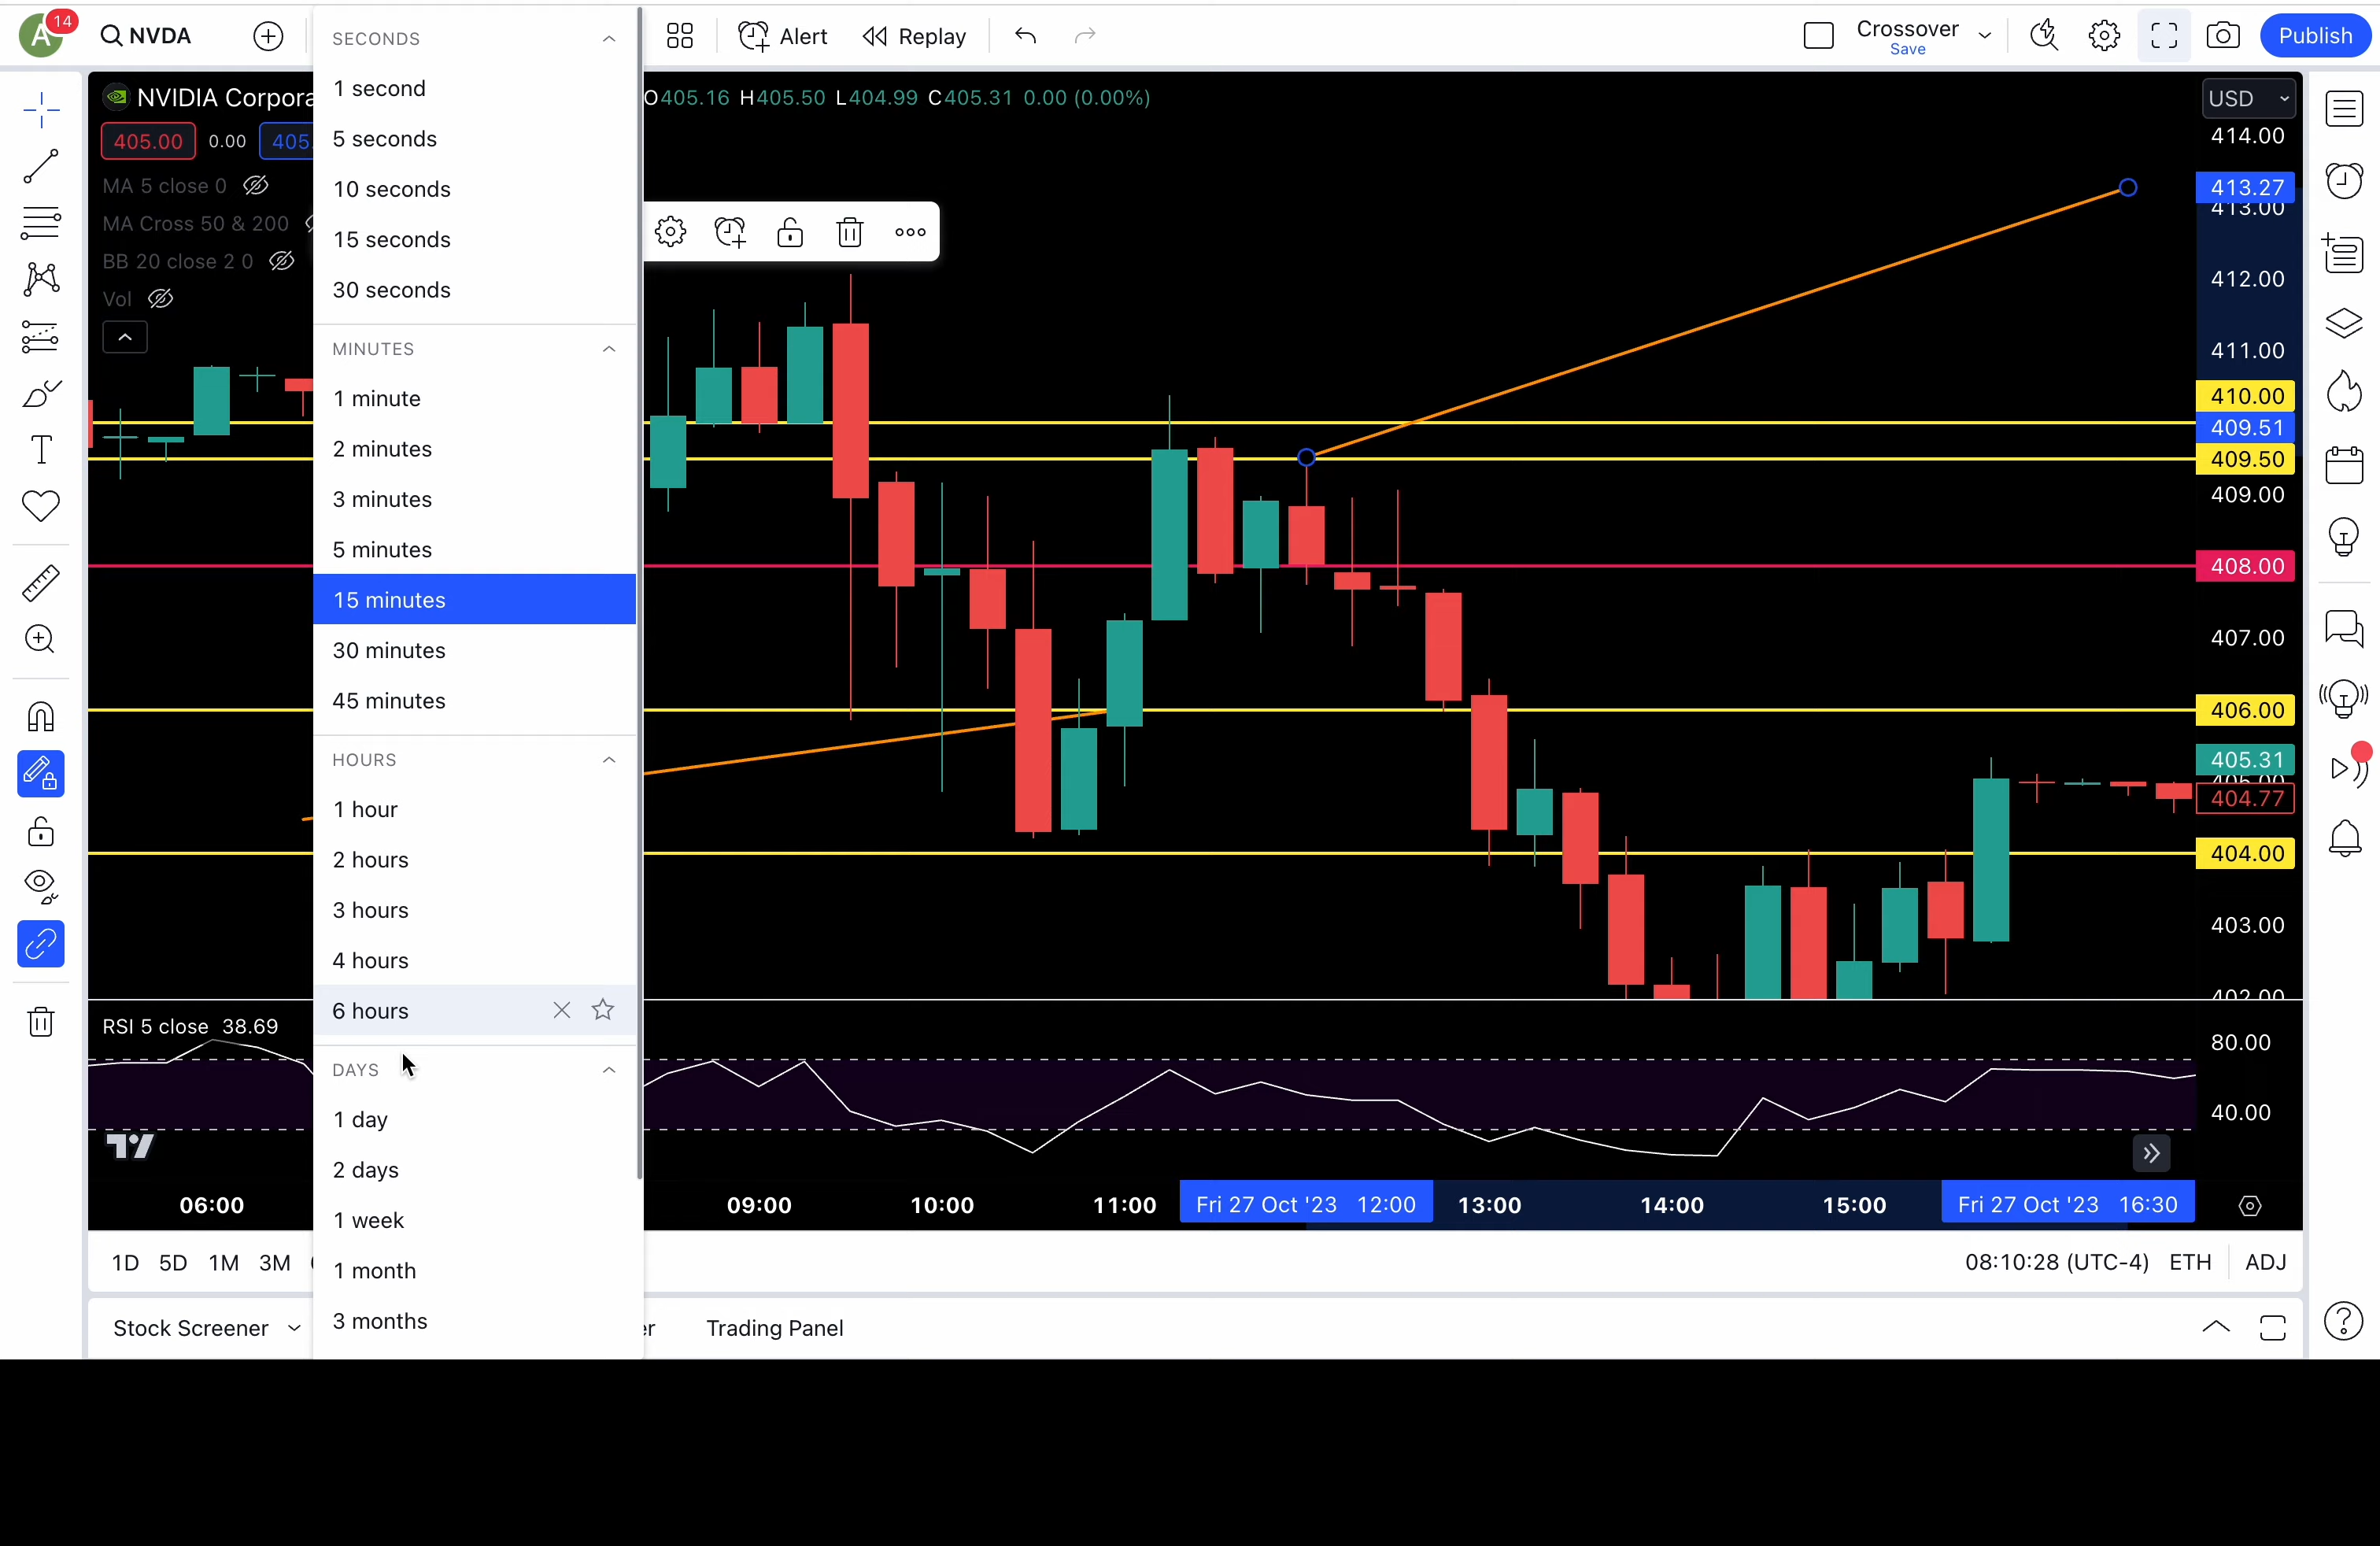 A 14 NVDA Alert Replay Crossover Publish
Save
SECONDS
1 second
5 seconds
10 seconds
15 seconds
30 seconds
MINUTES
1 minute
2 minutes
3 minutes
5 minutes
15 minutes
30 minutes
45 minutes
HOURS
1 hour
2 hours
3 hours
4 hours
6 hours
DAYS
1 day
2 days
1 week
1 month
3 months
NVIDIA
O405.16 H405.50 L404.99 C405.31 0.00 (0.00%)
405.00 0.00
MA 5 close 0
MA Cross 50 & 200
BB 20 close 2 0
Vol
USD
414.00
413.27
413.00
412.00
411.00
410.00
409.51
409.50
409.00
408.00
407.00
406.00
405.31
405.00
404.77
404.00
403.00
402.00
RSI 5 close 38.69
80.00
40.00
06:00 09:00 10:00 11:00 Fri 27 Oct '23 12:00 13:00 14:00 15:00 Fri 27 Oct '23 16:30
1D 5D 1M 3M
08:10:28 (UTC-4) ETH ADJ
Stock Screener Trading Panel